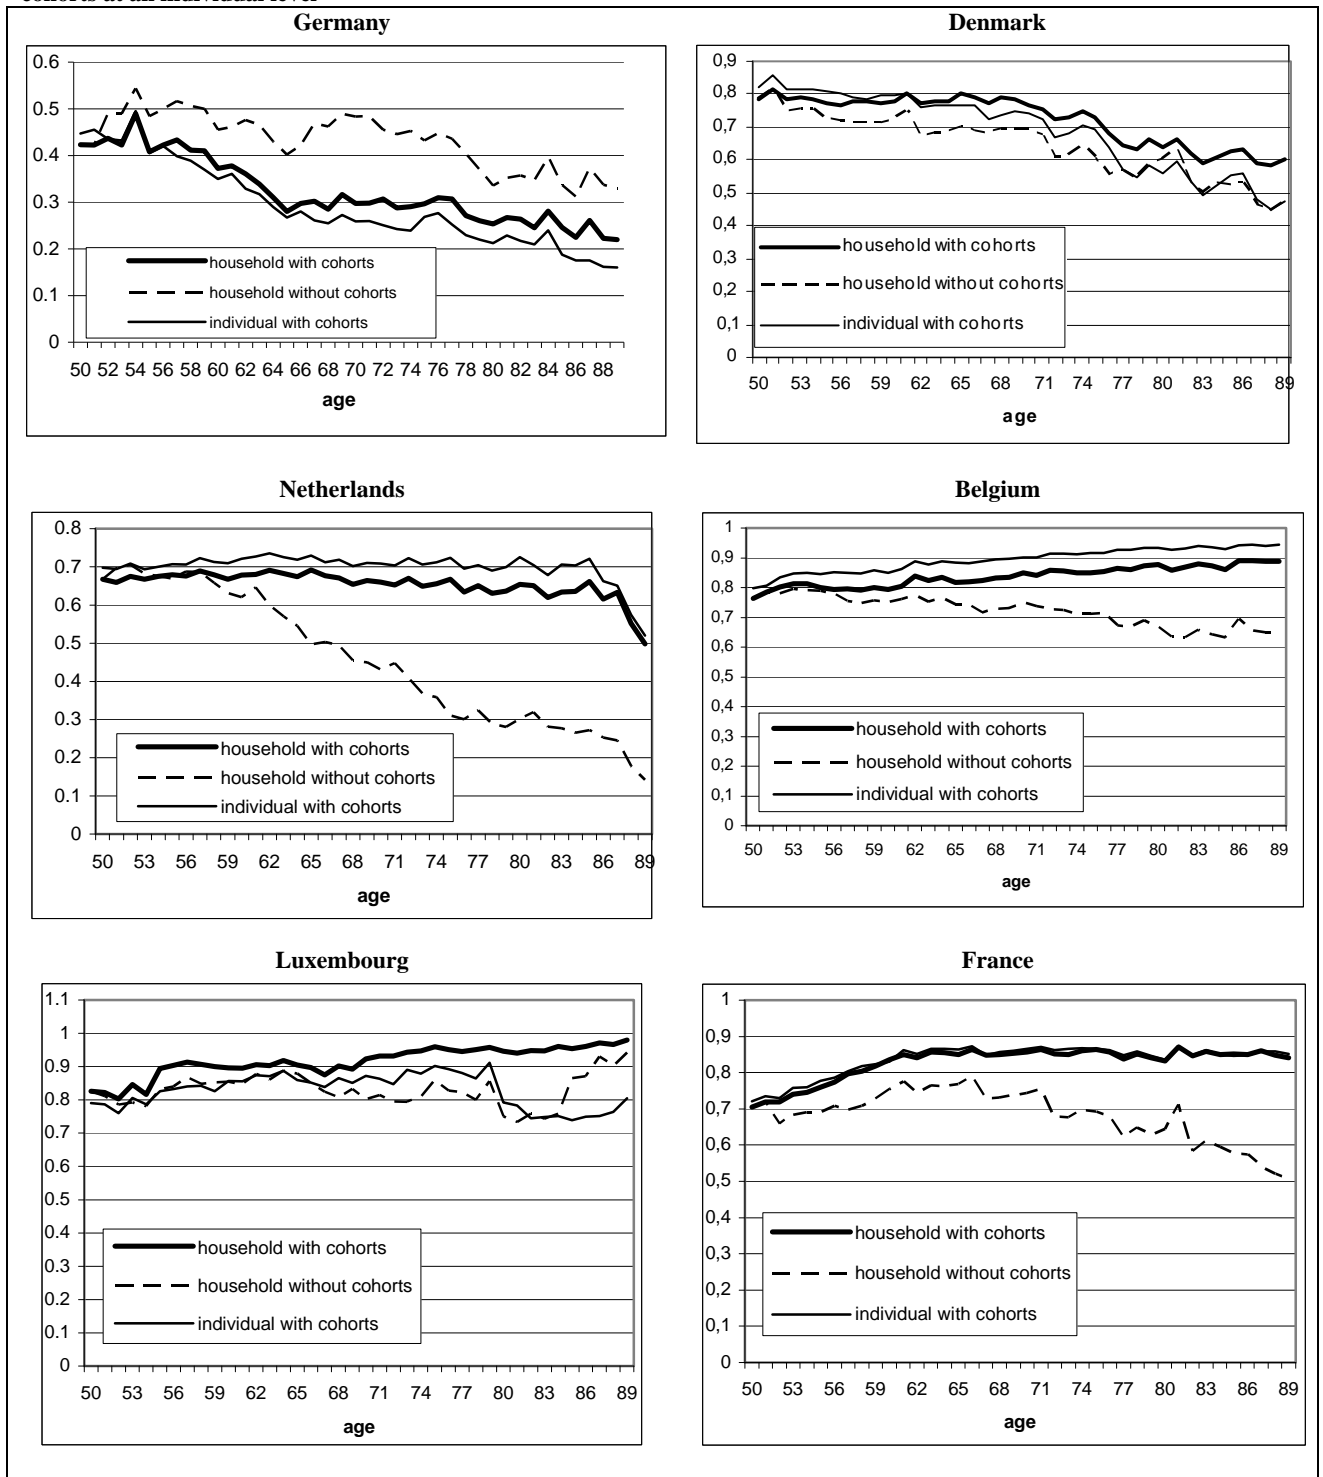 cohorts at an individual level
Germany
0.6
0.5
0.4
0.3
0.2
0.1
0
household with cohorts
household without cohorts
individual with cohorts
50 52 54 56 58 60 62 64 66 68 70 72 74 76 78 80 82 84 86 88
age
Denmark
0,9
0,8
0,7
0,6
0,5
0,4
0,3
0,2
0,1
0
household with cohorts
household without cohorts
individual with cohorts
50 53 56 59 62 65 68 71 74 77 80 83 86 89
age
Netherlands
0.8
0.7
0.6
0.5
0.4
0.3
0.2
0.1
0
household with cohorts
household without cohorts
individual with cohorts
50 53 56 59 62 65 68 71 74 77 80 83 86 89
age
Belgium
1
0,9
0,8
0,7
0,6
0,5
0,4
0,3
0,2
0,1
0
household with cohorts
household without cohorts
individual with cohorts
50 53 56 59 62 65 68 71 74 77 80 83 86 89
age
Luxembourg
1.1
1
0.9
0.8
0.7
0.6
0.5
0.4
0.3
0.2
0.1
0
household with cohorts
household without cohorts
individual with cohorts
50 53 56 59 62 65 68 71 74 77 80 83 86 89
age
France
1
0,9
0,8
0,7
0,6
0,5
0,4
0,3
0,2
0,1
0
household with cohorts
household without cohorts
individual with cohorts
50 53 56 59 62 65 68 71 74 77 80 83 86 89
age